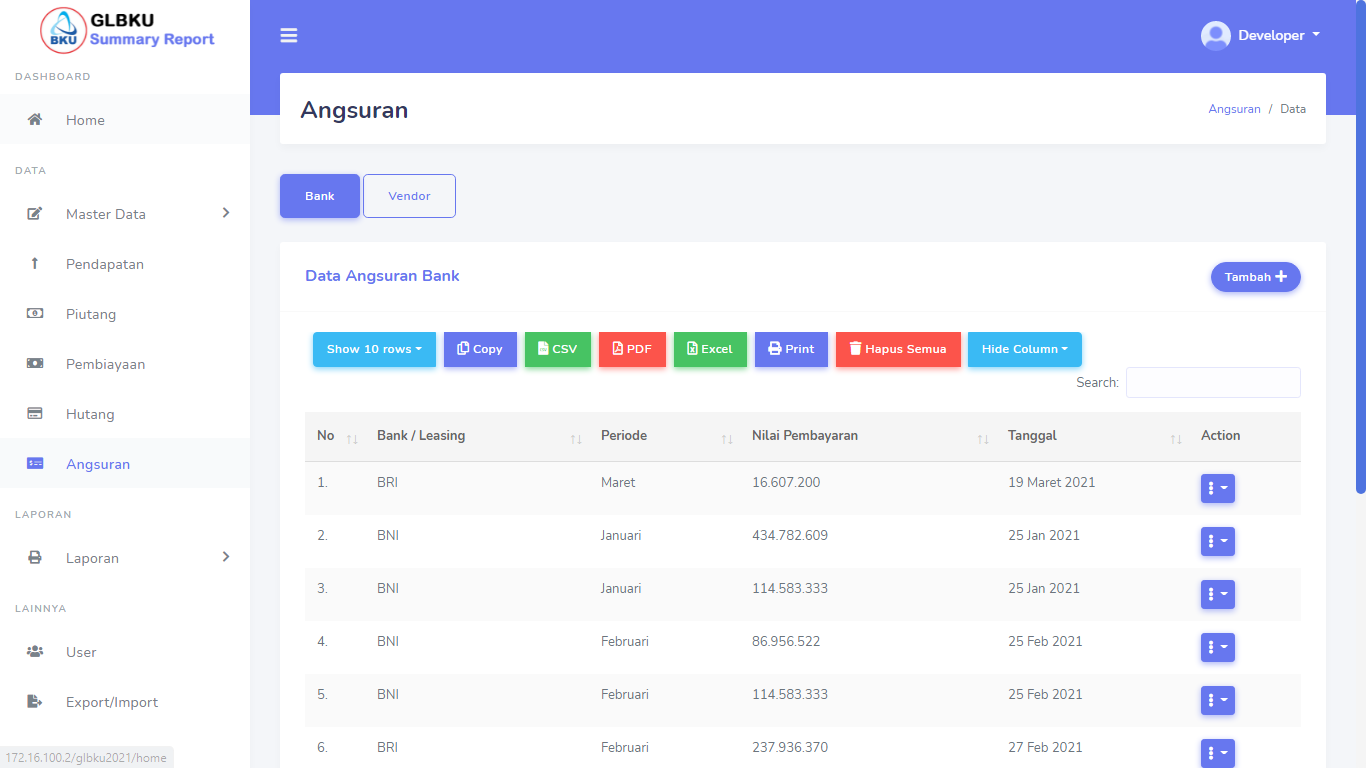 GLBKU
BKU
Summary Report
Developer
DASHBOARD
Home
DATA
Master Data
Pendapatan
Piutang
Pembiayaan
Hutang
Angsuran
LAPORAN
Laporan
LAINNYA
User
Export/Import
172.16.100.2/glbku2021/home
Angsuran
Angsuran / Data
Bank Vendor
Data Angsuran Bank
Tambah
Show 10 rows Copy CSV PDF Excel Print Hapus Semua Hide Column
Search:
No Bank / Leasing Periode Nilai Pembayaran Tanggal Action
1. BRI Maret 16.607.200 19 Maret 2021
2. BNI Januari 434.782.609 25 Jan 2021
3. BNI Januari 114.583.333 25 Jan 2021
4. BNI Februari 86.956.522 25 Feb 2021
5. BNI Februari 114.583.333 25 Feb 2021
6. BRI Februari 237.936.370 27 Feb 2021